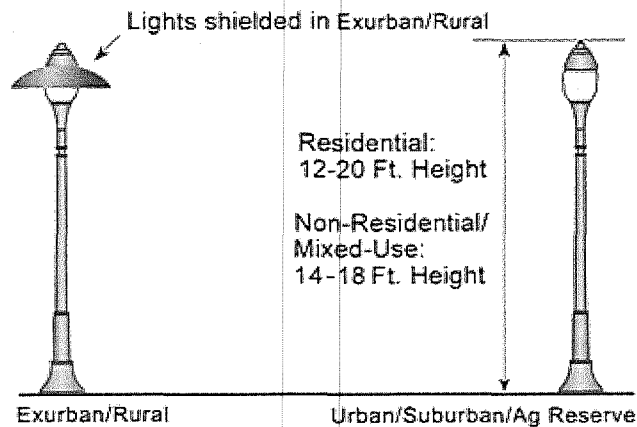 Lights shielded in Exurban/Rural
Residential:
12-20 Ft. Height
Non-Residential/
Mixed-Use:
14-18 Ft. Height
Exurban/Rural
Urban/Suburban/Ag Reserve